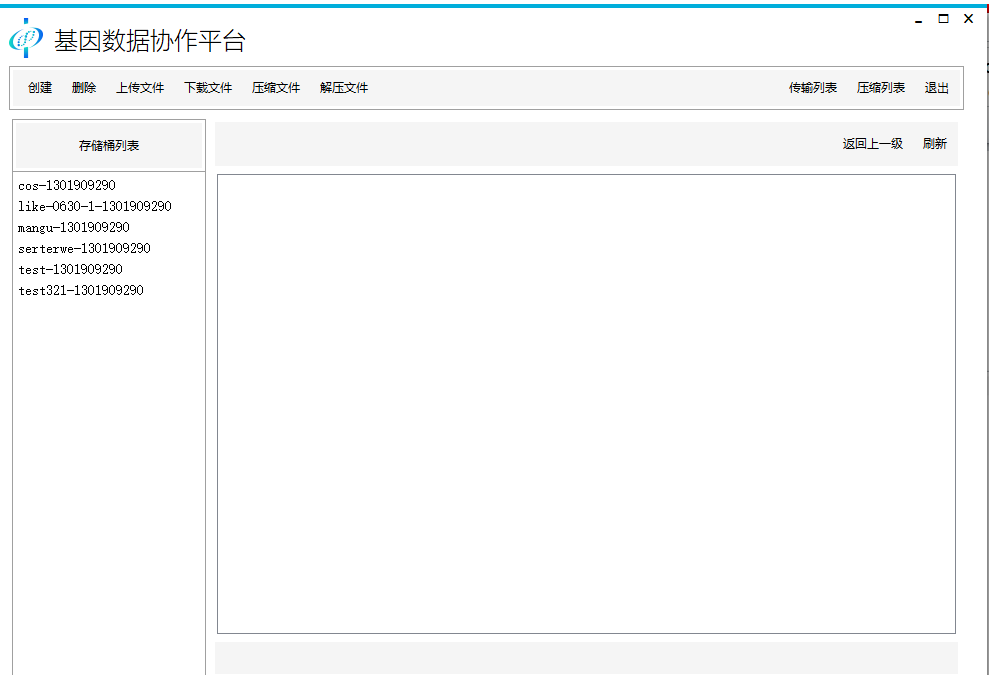 基因数据协作平台
创建 删除 上传文件 下载文件 压缩文件 解压文件 传输列表 压缩列表 退出
存储桶列表 返回上一级 刷新
cos-1301909290
like-0630-1-1301909290
mangu-1301909290
serterwe-1301909290
test-1301909290
test321-1301909290